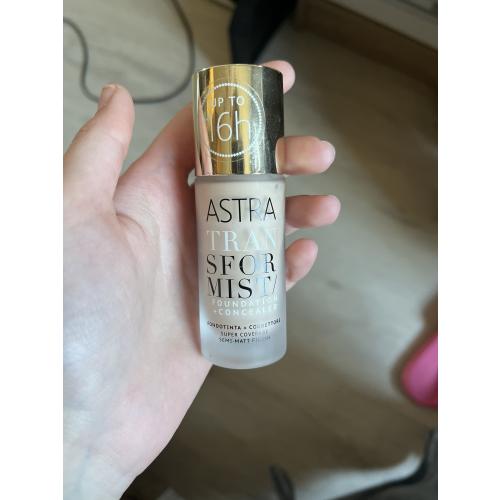 UP TO
16h
ASTRA
TRAN
SFOR
MIST/
FOUNDATION
+CONCEALER
FONDOTINTA + CORRETTORE
SUPER COVERAGE
SEMI-MATT FINISH